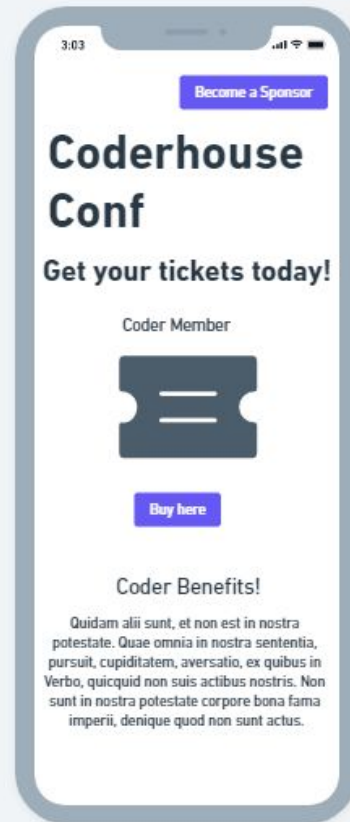 3:03
Become a Sponsor
Coderhouse
Conf
Get your tickets today!
Coder Member
Buy here
Coder Benefits!
Quidam alii sunt, et non est in nostra
potestate. Quae omnia in nostra sententia,
pursuit, cupiditatem, aversatio, ex quibus in
Verbo, quicquid non suis actibus nostris. Non
sunt in nostra potestate corpore bona fama
imperii, denique quod non sunt actus.